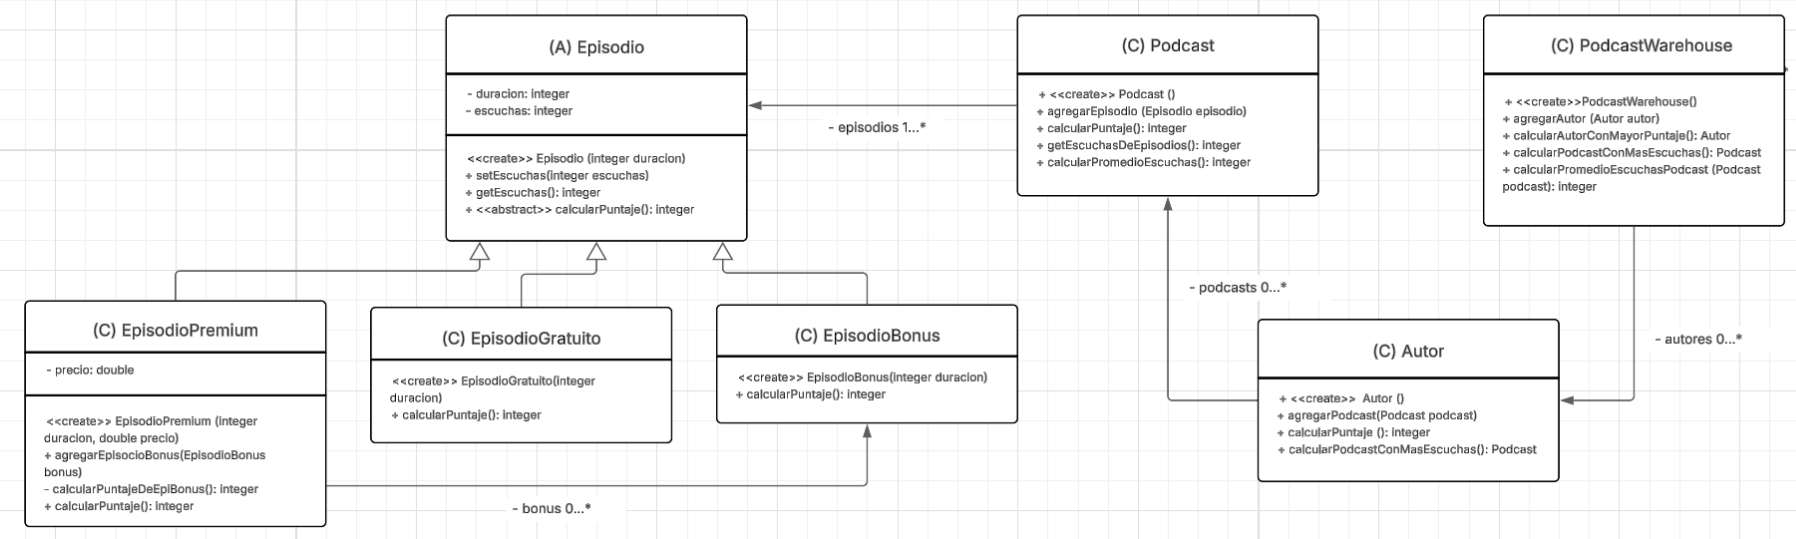 (A) Episodio
- duracion: integer
- escuchas: integer
<<create>> Episodio (integer duracion)
+ setEscuchas(integer escuchas)
+ getEscuchas(): integer
+ <<abstract>> calcularPuntaje(): integer
- episodios 1...*
(C) Podcast
+ <<create>> Podcast ()
+ agregarEpisodio (Episodio episodio)
+ calcularPuntaje(): integer
+ getEscuchasDeEpisodios(): integer
+ calcularPromedioEscuchas(): integer
(C) PodcastWarehouse
+ <<create>>PodcastWarehouse()
+ agregarAutor (Autor autor)
+ calcularAutorConMayorPuntaje(): Autor
+ calcularPodcastConMasEscuchas(): Podcast
+ calcularPromedioEscuchasPodcast (Podcast
podcast): integer
(C) EpisodioPremium
- precio: double
<<create>> EpisodioPremium (integer
duracion, double precio)
+ agregarEpisocioBonus(EpisodioBonus
bonus)
- calcularPuntajeDeEpiBonus(): integer
+ calcularPuntaje(): integer
(C) EpisodioGratuito
<<create>> EpisodioGratuito(integer
duracion)
+ calcularPuntaje(): integer
(C) EpisodioBonus
<<create>> EpisodioBonus(integer duracion)
+ calcularPuntaje(): integer
- bonus 0...*
- podcasts 0...*
(C) Autor
+ <<create>> Autor ()
+ agregarPodcast(Podcast podcast)
+ calcularPuntaje (): integer
+ calcularPodcastConMasEscuchas(): Podcast
- autores 0...*